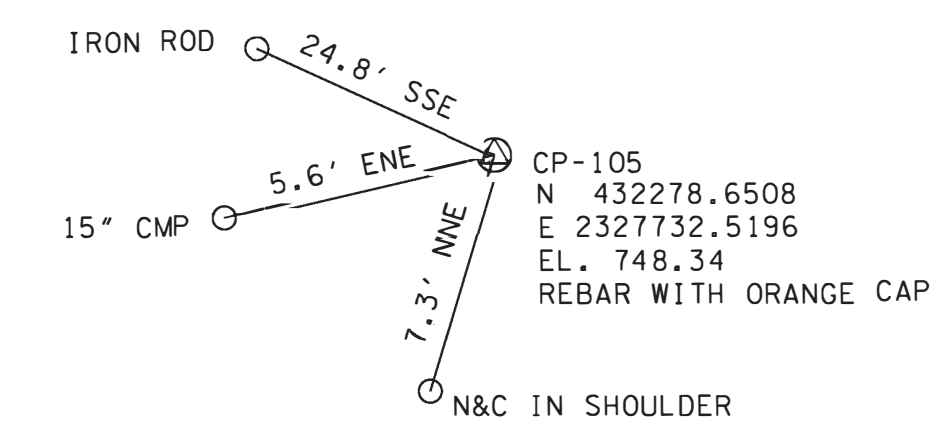 IRON ROD
24.8' SSE
5.6' ENE
15" CMP
7.3' NNE
CP-105
N 432278.6508
E 2327732.5196
EL. 748.34
REBAR WITH ORANGE CAP
N&C IN SHOULDER